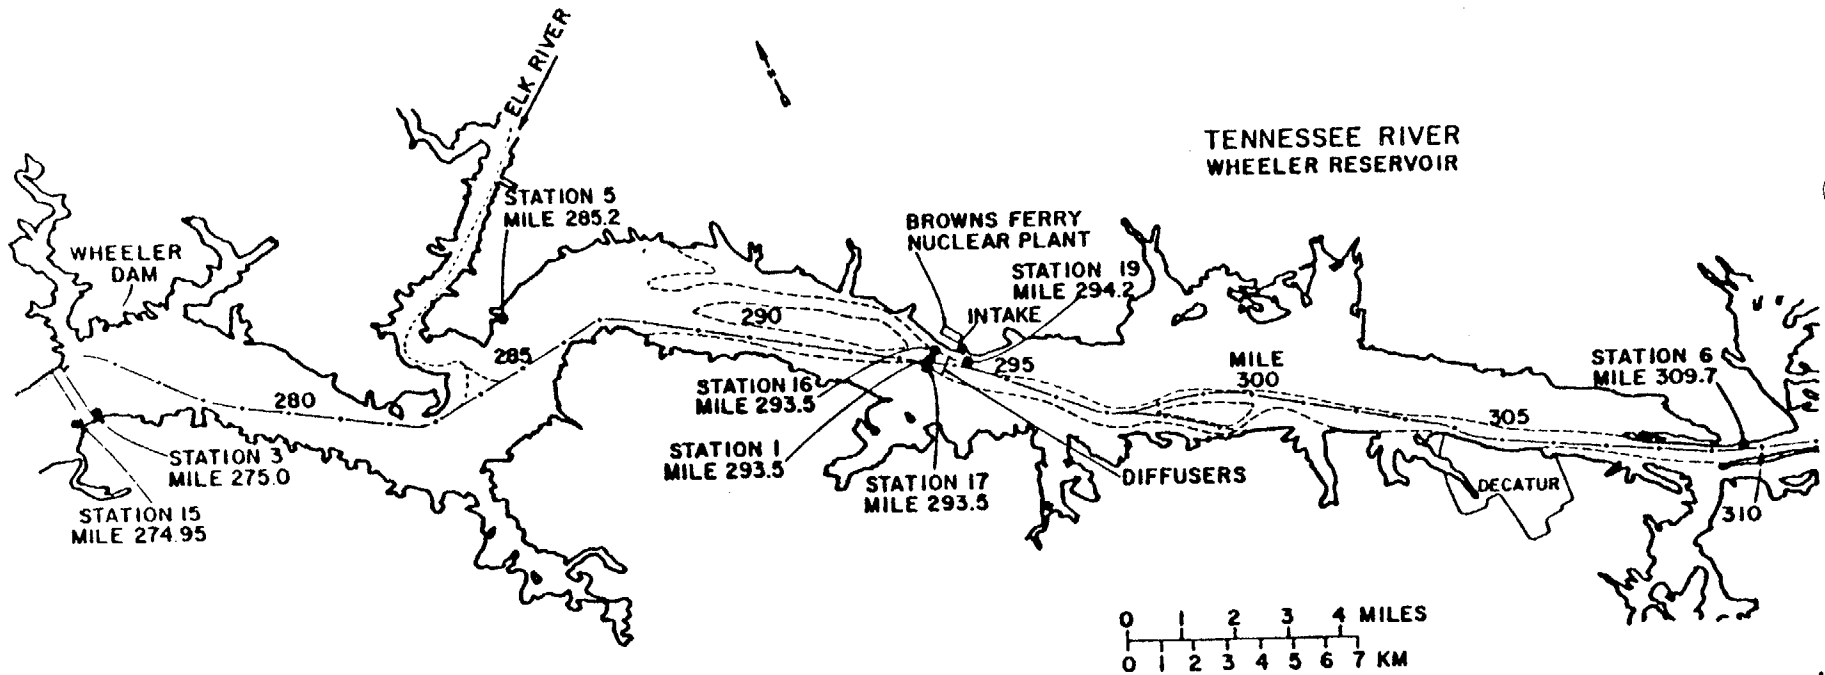 ELK RIVER
N
TENNESSEE RIVER
WHEELER RESERVOIR
STATION 5
MILE 285.2
BROWNS FERRY
NUCLEAR PLANT
WHEELER
DAM
STATION 19
MILE 294.2
INTAKE
290
285
295
MILE
300
STATION 6
MILE 309.7
280
STATION 16
MILE 293.5
305
STATION 1
MILE 293.5
STATION 3
MILE 275.0
STATION 17
MILE 293.5
DIFFUSERS
DECATUR
310
STATION 15
MILE 274.95
0 1 2 3 4 MILES
0 1 2 3 4 5 6 7 KM